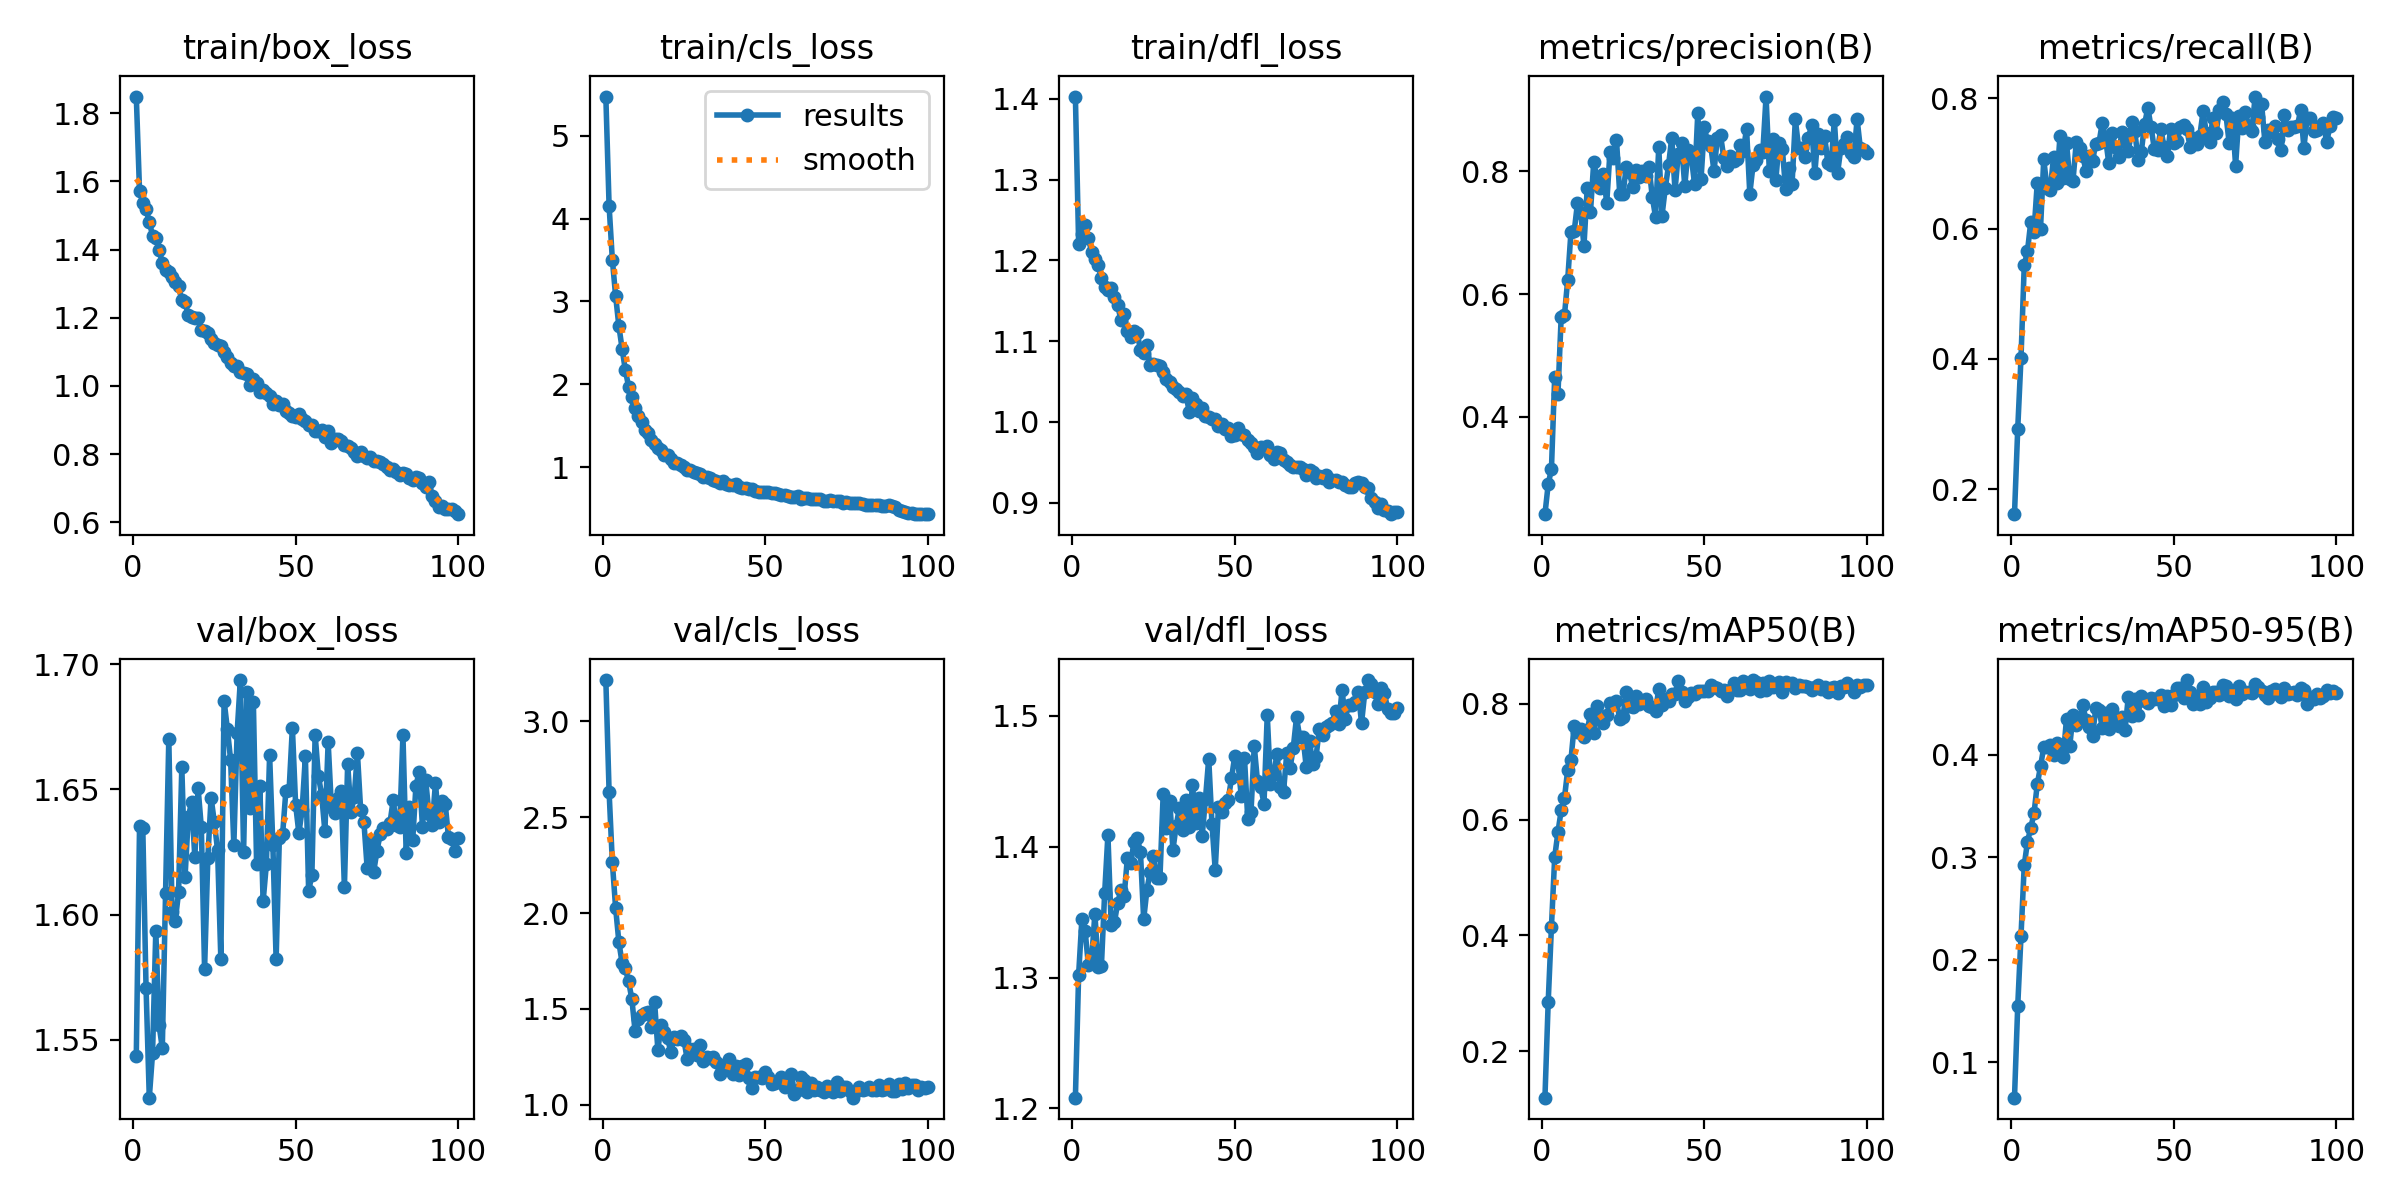 train/box_loss
1.8
1.6
1.4
1.2
1.0
0.8
0.6
0 50 100
train/cls_loss
results
smooth
5
4
3
2
1
0 50 100
train/dfl_loss
1.4
1.3
1.2
1.1
1.0
0.9
0 50 100
metrics/precision(B)
0.8
0.6
0.4
0 50 100
metrics/recall(B)
0.8
0.6
0.4
0.2
0 50 100
val/box_loss
1.70
1.65
1.60
1.55
0 50 100
val/cls_loss
3.0
2.5
2.0
1.5
1.0
0 50 100
val/dfl_loss
1.5
1.4
1.3
1.2
0 50 100
metrics/mAP50(B)
0.8
0.6
0.4
0.2
0 50 100
metrics/mAP50-95(B)
0.4
0.3
0.2
0.1
0 50 100